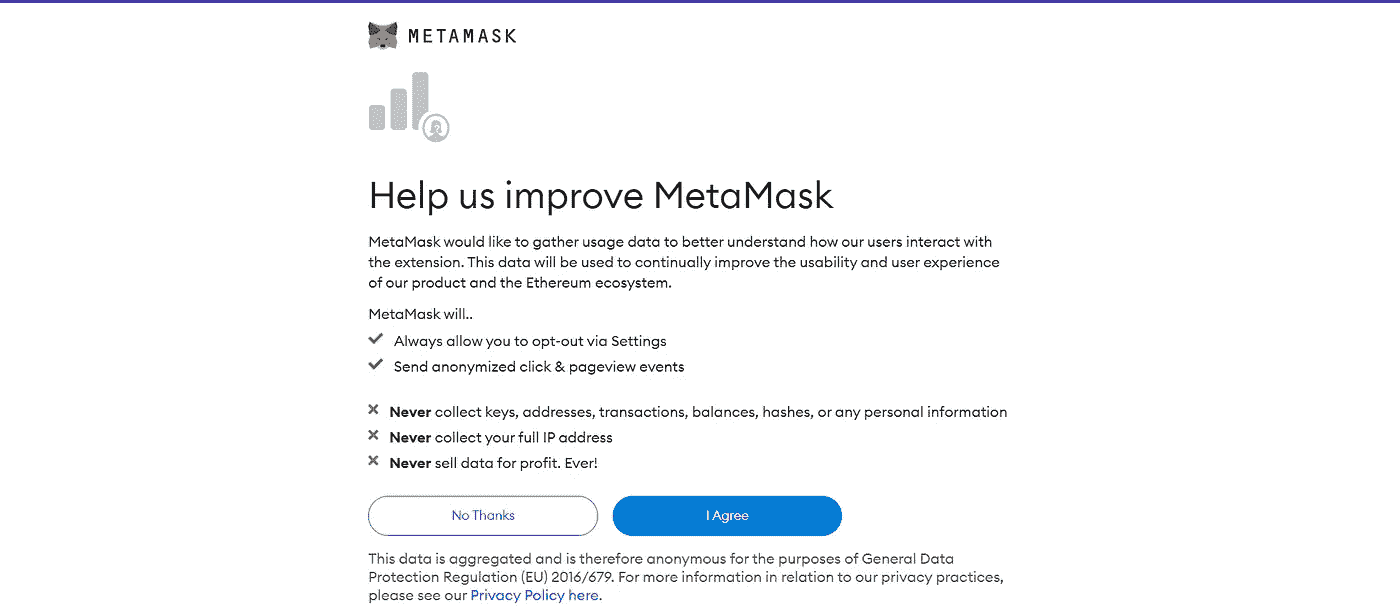 METAMASK
Help us improve MetaMask
MetaMask would like to gather usage data to better understand how our users interact with
the extension. This data will be used to continually improve the usability and user experience
of our product and the Ethereum ecosystem.
MetaMask will..
Always allow you to opt-out via Settings
Send anonymized click & pageview events
Never collect keys, addresses, transactions, balances, hashes, or any personal information
Never collect your full IP address
Never sell data for profit. Ever!
No Thanks
I Agree
This data is aggregated and is therefore anonymous for the purposes of General Data
Protection Regulation (EU) 2016/679. For more information in relation to our privacy practices,
please see our Privacy Policy here.